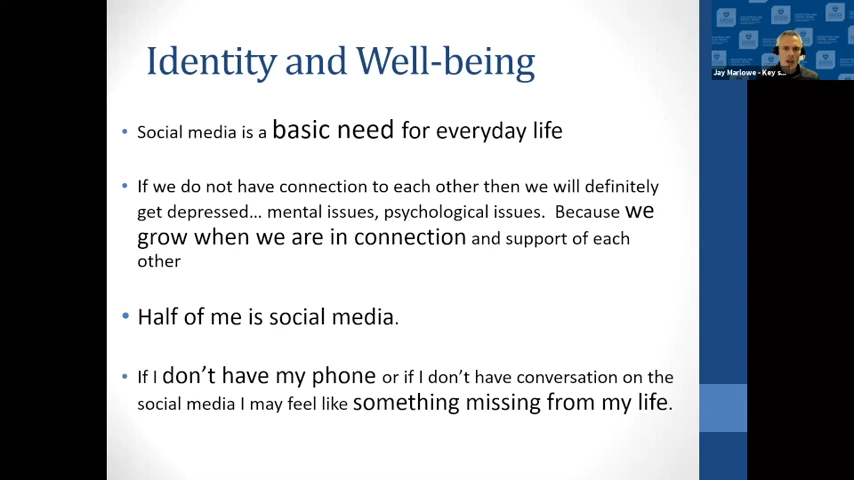 Identity and Well-being
Jay Marlowe - Key s...
• Social media is a basic need for everyday life
• If we do not have connection to each other then we will definitely
get depressed... mental issues, psychological issues. Because we
grow when we are in connection and support of each
other
• Half of me is social media.
• If I don't have my phone or if I don't have conversation on the
social media I may feel like something missing from my life.